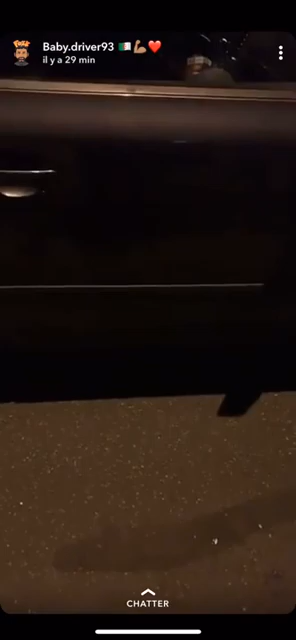 Baby.driver93 🇩🇿💪🏽❤️
il y a 29 min
CHATTER